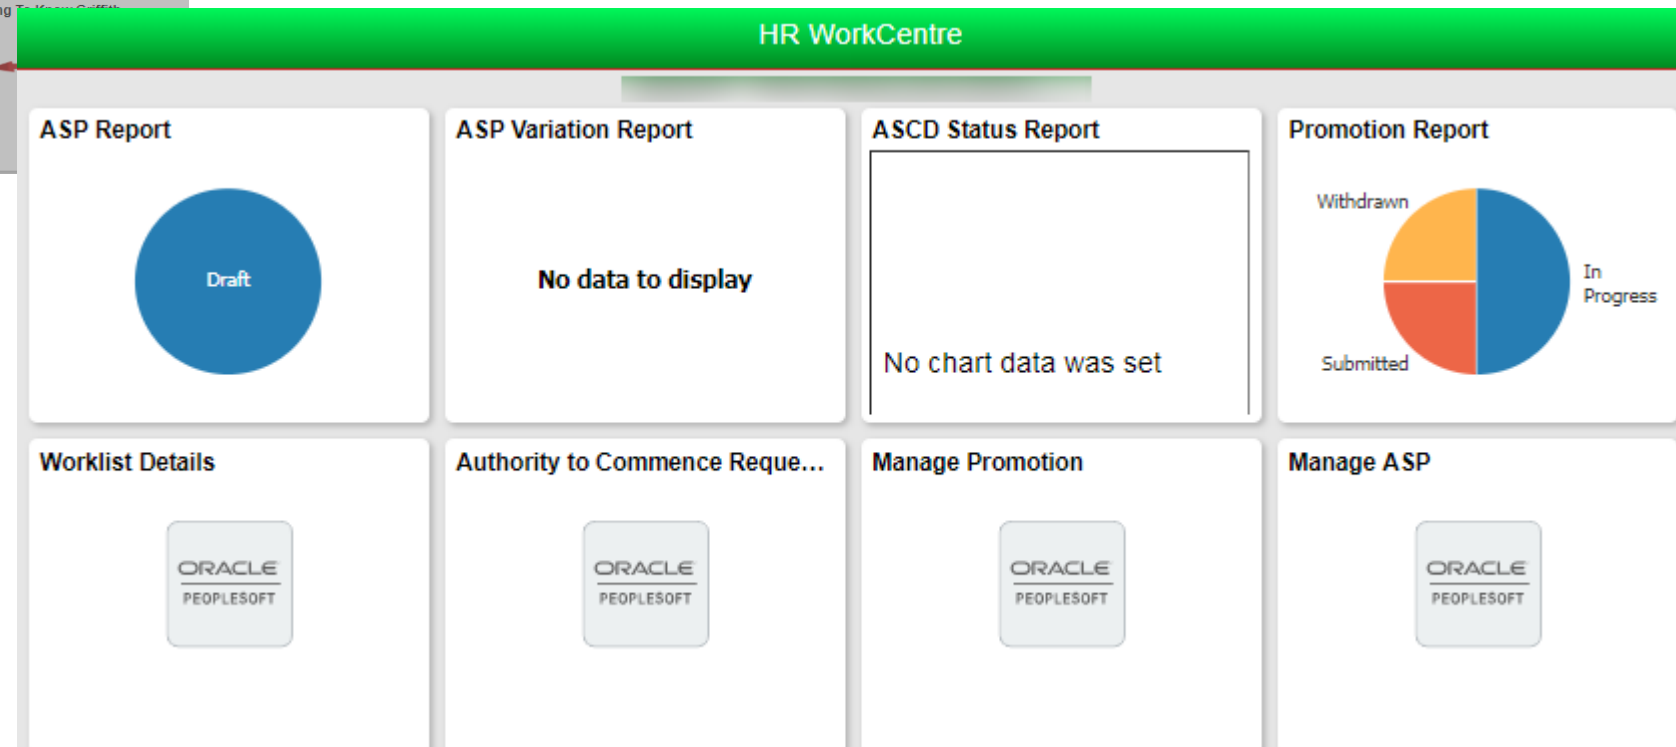 HR WorkCentre
ASP Report
ASP Variation Report
ASCD Status Report
Promotion Report
Draft
No data to display
No chart data was set
Withdrawn
In
Progress
Submitted
Worklist Details
Authority to Commence Reque...
Manage Promotion
Manage ASP
ORACLE
PEOPLESOFT
ORACLE
PEOPLESOFT
ORACLE
PEOPLESOFT
ORACLE
PEOPLESOFT